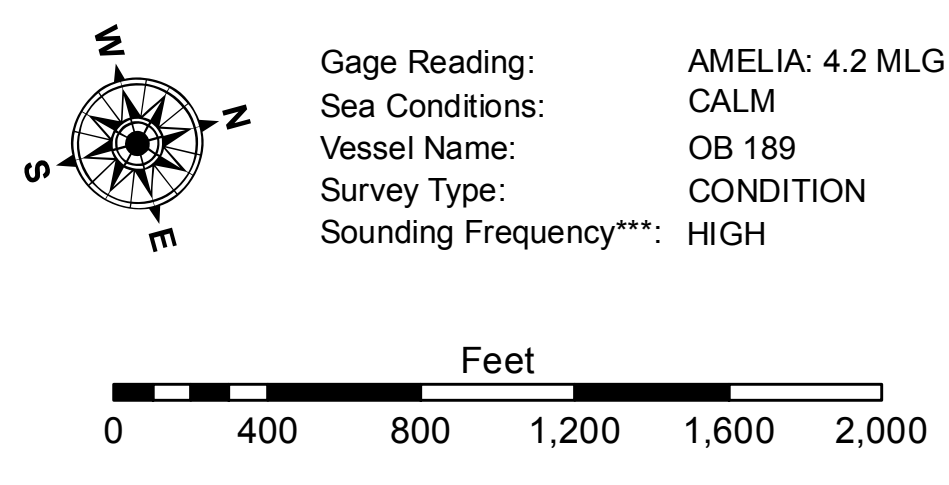 W
N
S
E
Gage Reading: AMELIA: 4.2 MLG
Sea Conditions: CALM
Vessel Name: OB 189
Survey Type: CONDITION
Sounding Frequency***: HIGH
Feet
0 400 800 1,200 1,600 2,000